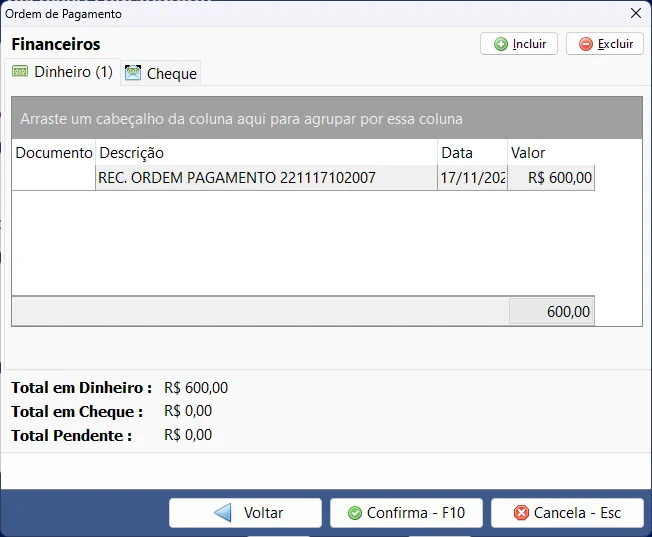 Ordem de Pagamento
Financeiros
Incluir
Excluir
Dinheiro (1)
Cheque
Arraste um cabeçalho da coluna aqui para agrupar por essa coluna
Documento Descrição Data Valor
REC. ORDEM PAGAMENTO 221117102007 17/11/202 R$ 600,00
600,00
Total em Dinheiro : R$ 600,00
Total em Cheque : R$ 0,00
Total Pendente : R$ 0,00
Voltar
Confirma - F10
Cancela - Esc